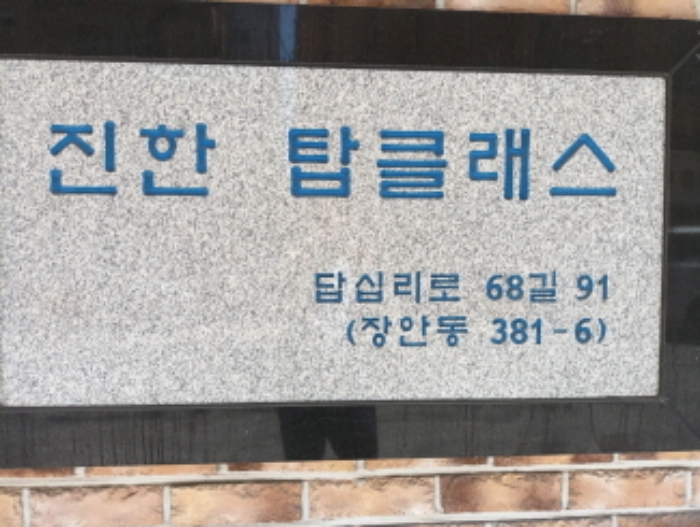 진한 탑클래스
답십리로 68길 91
(장안동 381-6)